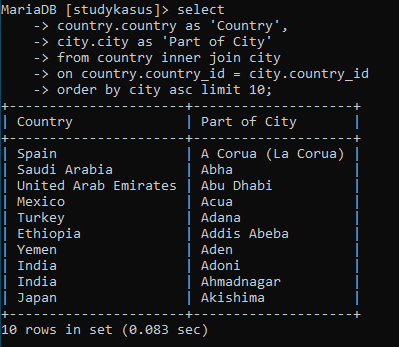 MariaDB [studykasus]> select
    -> country.country as 'Country',
    -> city.city as 'Part of City'
    -> from country inner join city
    -> on country.country_id = city.country_id
    -> order by city asc limit 10;
+----------------------+--------------------+
| Country              | Part of City       |
+----------------------+--------------------+
| Spain                | A Corua (La Corua) |
| Saudi Arabia         | Abha               |
| United Arab Emirates | Abu Dhabi          |
| Mexico               | Acua               |
| Turkey               | Adana              |
| Ethiopia             | Addis Abeba        |
| Yemen                | Aden               |
| India                | Adoni              |
| India                | Ahmadnagar         |
| Japan                | Akishima           |
+----------------------+--------------------+
10 rows in set (0.083 sec)